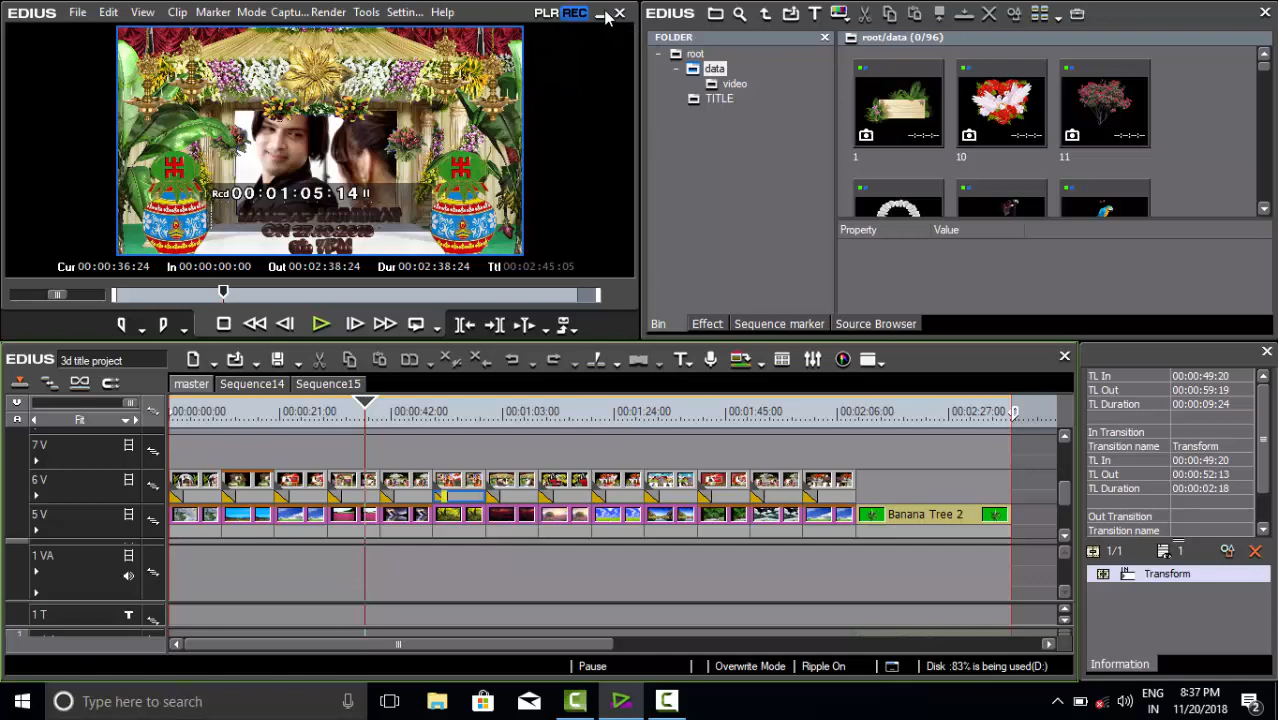 EDIUS File Edit View Clip Marker Mode Captu... Render Tools Settin... Help PLR REC
Rcd 00:01:05:14
ON 27.10.2018
at. 7PM
Cur 00:00:36:24 In 00:00:00:00 Out 00:02:38:24 Dur 00:02:38:24 Ttl 00:02:45:05
EDIUS
FOLDER
root
data
video
TITLE
root/data (0/96)
--:--:--:-- --:--:--:-- --:--:--:--
1 10 11
Property Value
Bin Effect Sequence marker Source Browser
EDIUS 3d title project
master Sequence14 Sequence15
Fit
00:00:00:00 00:00:21:00 00:00:42:00 00:01:03:00 00:01:24:00 00:01:45:00 00:02:06:00 00:02:27:00
7 V
6 V
5 V Banana Tree 2
1 VA
1 T
1
TL In 00:00:49:20
TL Out 00:00:59:19
TL Duration 00:00:09:24
In Transition
Transition name Transform
TL In 00:00:49:20
TL Out 00:00:52:13
TL Duration 00:00:02:18
Out Transition
Transition name
1/1 1
Transform
Information
Pause Overwrite Mode Ripple On Disk :83% is being used(D:)
Type here to search
ENG
IN
8:37 PM
11/20/2018
2